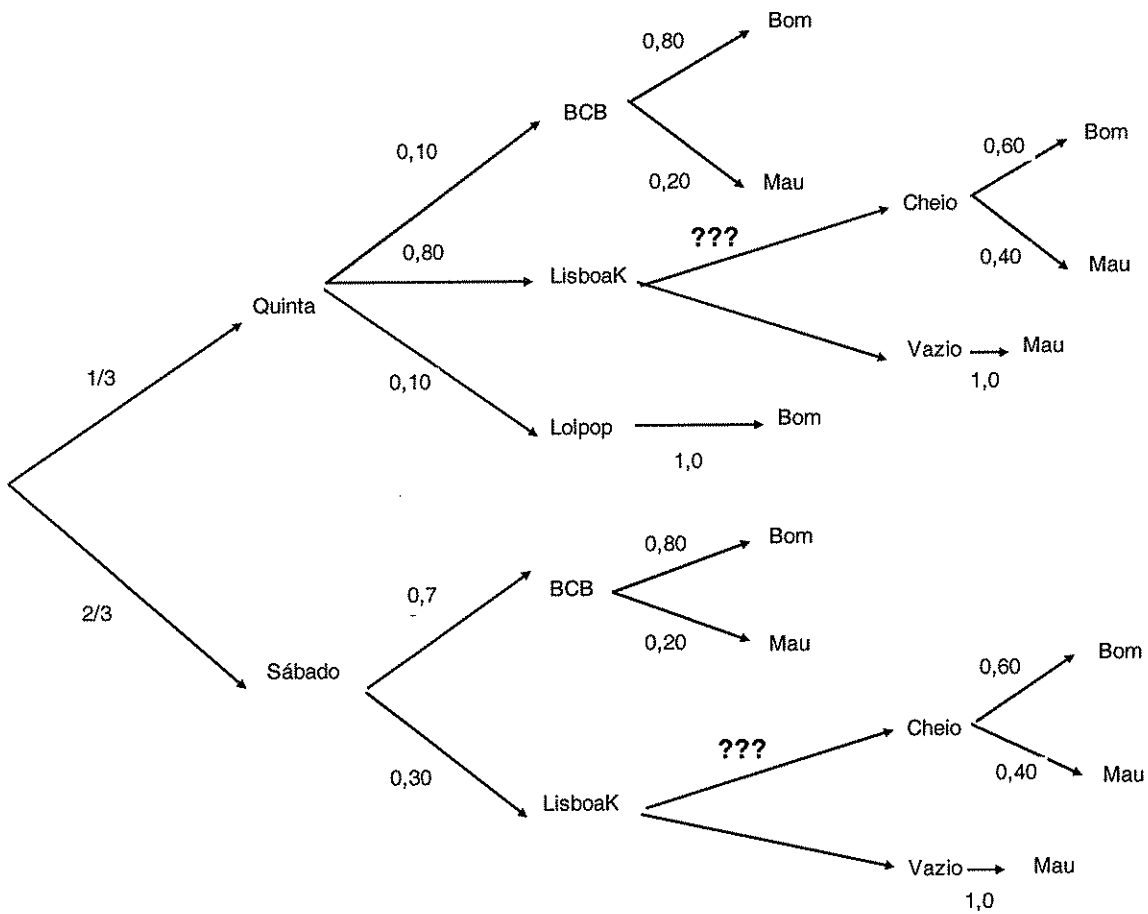 Bom
0,80
BCB
0,10
0,20
Mau
Bom
0,60
Cheio
0,40
Mau
???
0,80
LisboaK
Quinta
Vazio
Mau
1,0
1/3
0,10
Loipop
Bom
1,0
2/3
Sábado
0,7
BCB
0,80
Bom
0,20
Mau
0,30
LisboaK
???
Cheio
0,60
Bom
0,40
Mau
Vazio
Mau
1,0